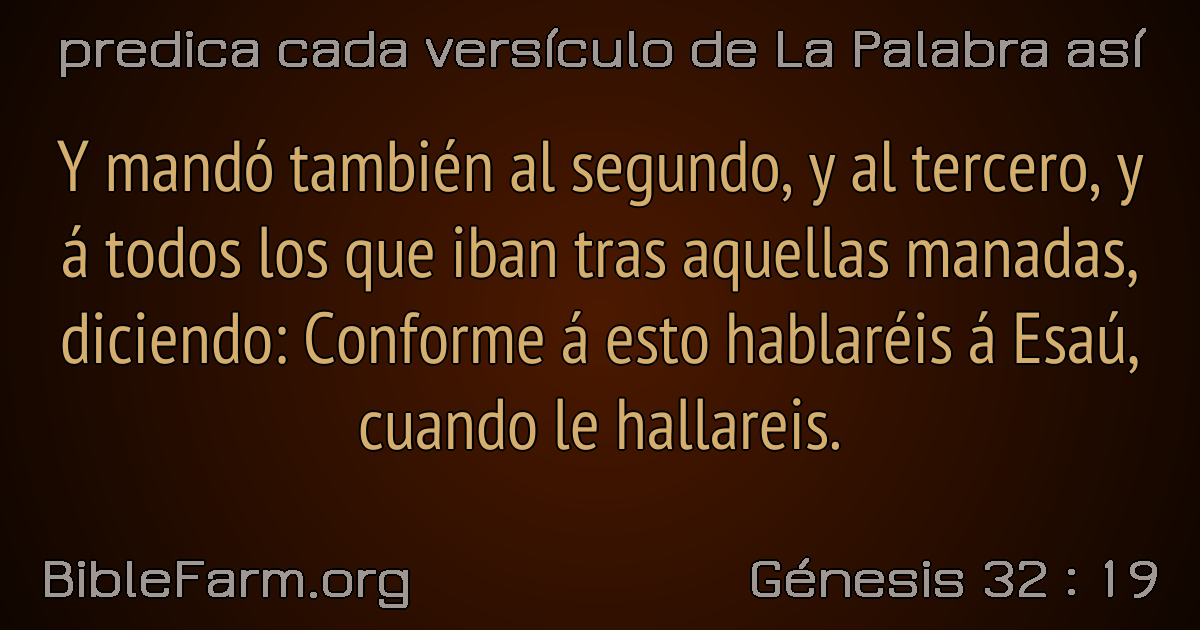 predica cada versículo de La Palabra así
Y mandó también al segundo, y al tercero, y
á todos los que iban tras aquellas manadas,
diciendo: Conforme á esto hablaréis á Esaú,
cuando le hallareis.
BibleFarm.org
Génesis 32 : 19